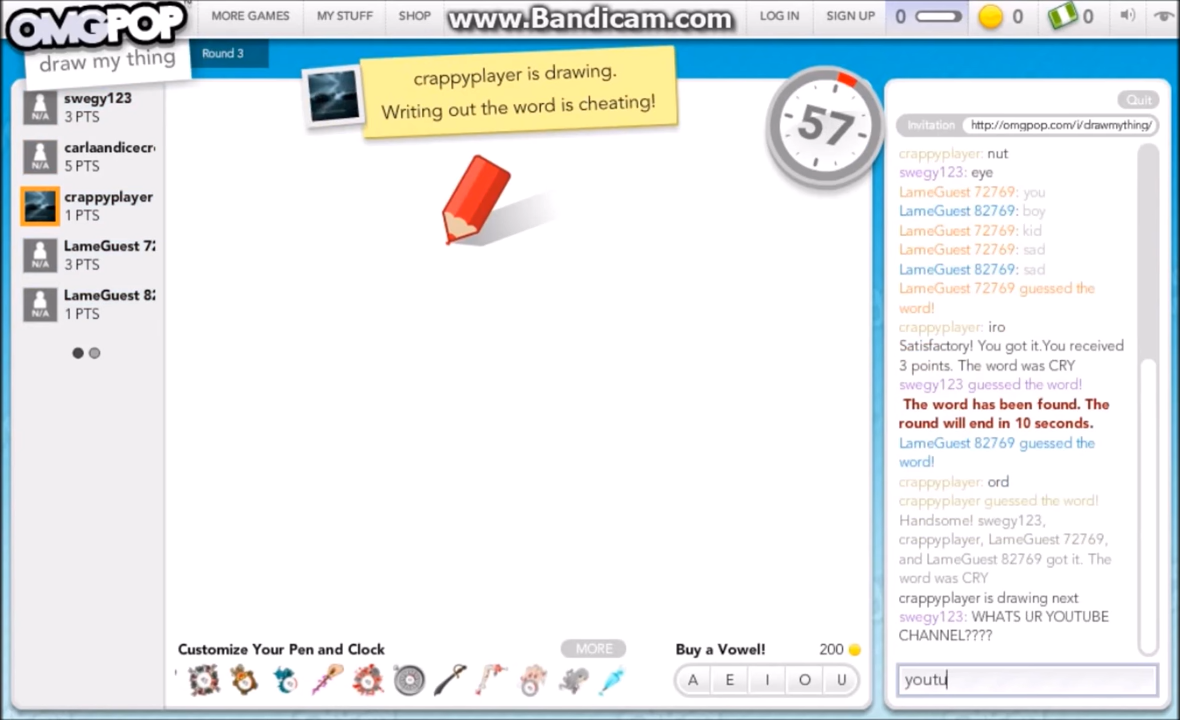 OMGPOP
MORE GAMES
MY STUFF
SHOP
www.Bandicam.com
LOG IN
SIGN UP
0
0
0
draw my thing
Round 3
crappyplayer is drawing.
Writing out the word is cheating!
57
swegy123
3 PTS
N/A
carlaandicecr
5 PTS
N/A
crappyplayer
1 PTS
LameGuest 72
3 PTS
N/A
LameGuest 82
1 PTS
N/A
Quit
Invitation http://omgpop.com/i/drawmything/
crappyplayer: nut
swegy123: eye
LameGuest 72769: you
LameGuest 82769: boy
LameGuest 72769: kid
LameGuest 72769: sad
LameGuest 82769: sad
LameGuest 72769 guessed the
word!
crappyplayer: iro
Satisfactory! You got it.You received
3 points. The word was CRY
swegy123 guessed the word!
The word has been found. The
round will end in 10 seconds.
LameGuest 82769 guessed the
word!
crappyplayer: ord
crappyplayer guessed the word!
Handsome! swegy123,
crappyplayer, LameGuest 72769,
and LameGuest 82769 got it. The
word was CRY
crappyplayer is drawing next
swegy123: WHATS UR YOUTUBE
CHANNEL????
youtu
Customize Your Pen and Clock
MORE
Buy a Vowel!
200
A E I O U